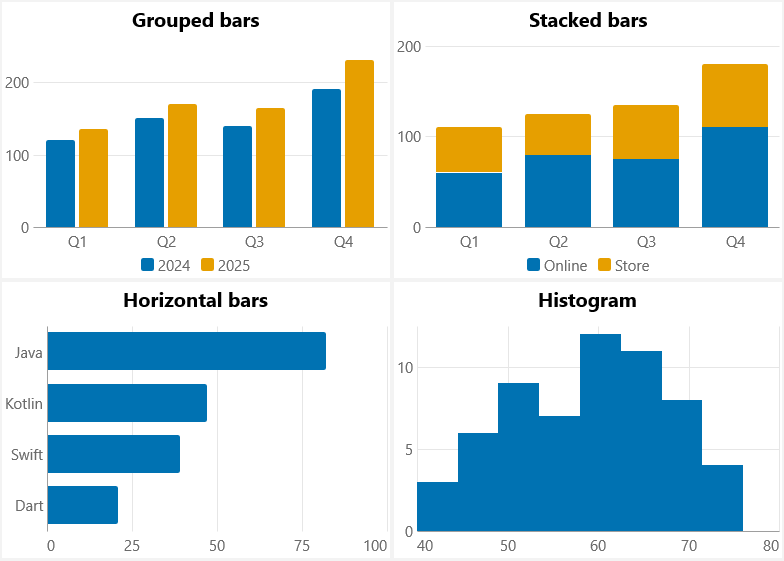 Grouped bars
200
100
0
Q1 Q2 Q3 Q4
2024 2025
Stacked bars
200
100
0
Q1 Q2 Q3 Q4
Online Store
Horizontal bars
Java
Kotlin
Swift
Dart
0 25 50 75 100
Histogram
10
5
0
40 50 60 70 80